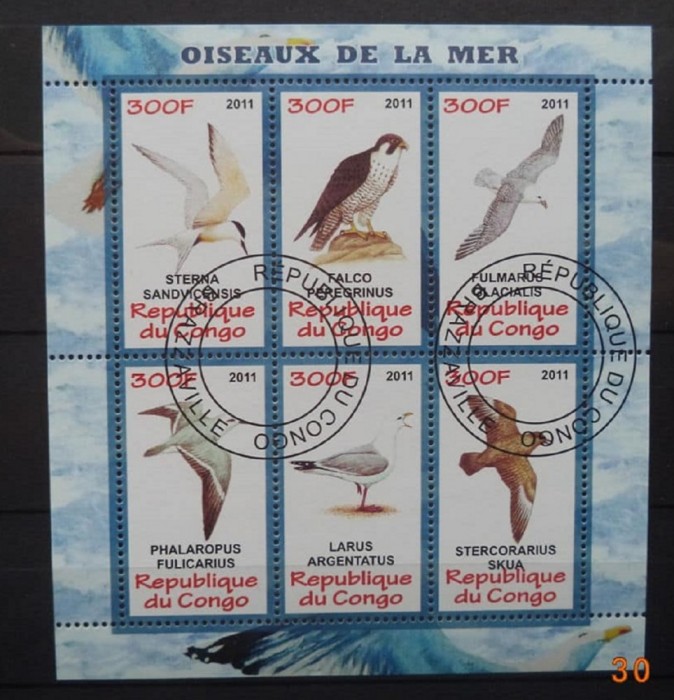 OISEAUX DE LA MER
300F 2011
STERNA
SANDVICENSIS
Republique
du Congo
300F 2011
FALCO
PEREGRINUS
Republique
du Congo
300F 2011
FULMARUS
GLACIALIS
Republique
du Congo
300F 2011
PHALAROPUS
FULICARIUS
Republique
du Congo
300F 2011
LARUS
ARGENTATUS
Republique
du Congo
300F 2011
STERCORARIUS
SKUA
Republique
du Congo
RÉPUBLIQUE DU CONGO
BRAZZAVILLE
RÉPUBLIQUE DU CONGO
BRAZZAVILLE
30